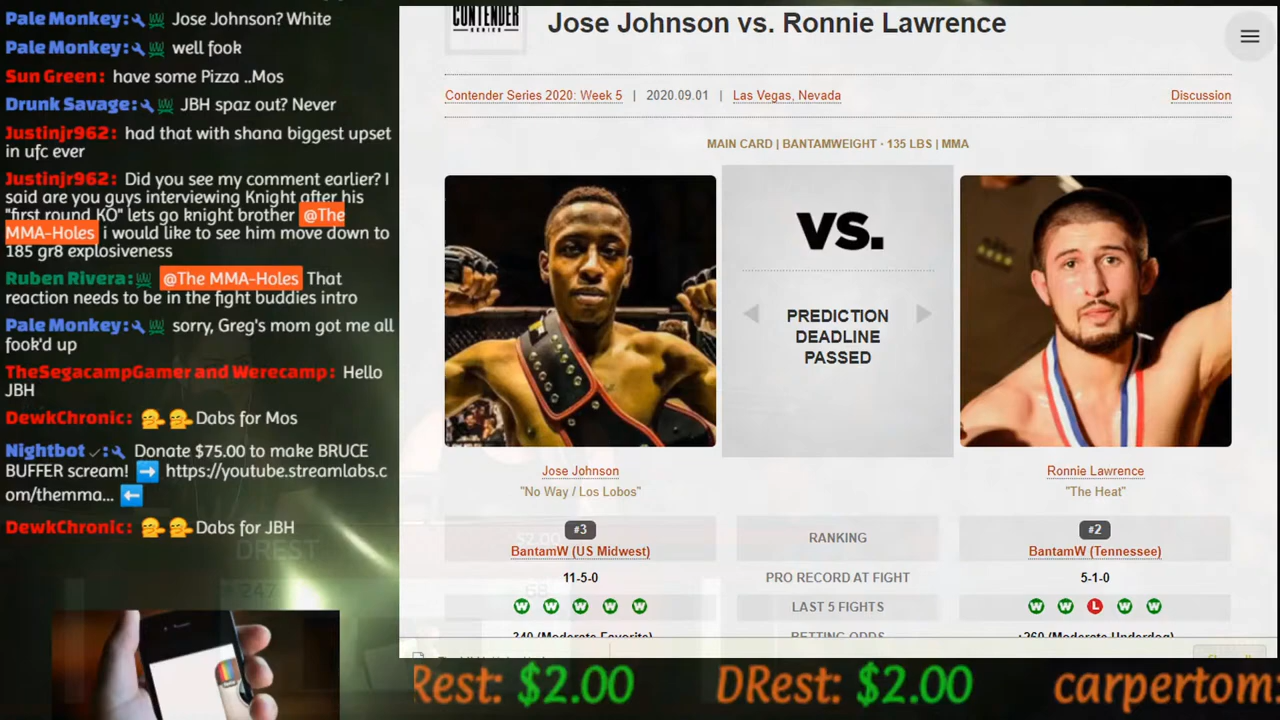 Pale Monkey: Jose Johnson? White
Pale Monkey: well fook
Sun Green: have some Pizza ..Mos
Drunk Savage: JBH spaz out? Never
Justinjr962: had that with shana biggest upset
in ufc ever
Justinjr962: Did you see my comment earlier? I
said are you guys interviewing Knight after his
"first round KO" lets go knight brother @The
MMA-Holes i would like to see him move down to
185 gr8 explosiveness
Ruben Rivera: @The MMA-Holes That
reaction needs to be in the fight buddies intro
Pale Monkey: sorry, Greg's mom got me all
fook'd up
TheSegacampGamer and Werecamp: Hello
JBH
DewkChronic: Dabs for Mos
Nightbot: Donate $75.00 to make BRUCE
BUFFER scream! https://youtube.streamlabs.c
om/themma...
DewkChronic: Dabs for JBH
DREST
247
CONTENDER
Jose Johnson vs. Ronnie Lawrence
Contender Series 2020: Week 5 | 2020.09.01 | Las Vegas, Nevada
Discussion
MAIN CARD | BANTAMWEIGHT · 135 LBS | MMA
VS.
PREDICTION
DEADLINE
PASSED
Jose Johnson
Ronnie Lawrence
"No Way / Los Lobos"
"The Heat"
#3
RANKING
#2
BantamW (US Midwest)
BantamW (Tennessee)
11-5-0
PRO RECORD AT FIGHT
5-1-0
W W W W W
LAST 5 FIGHTS
W W L W W
BETTING ODDS
Rest: $2.00 DRest: $2.00 carpertom: